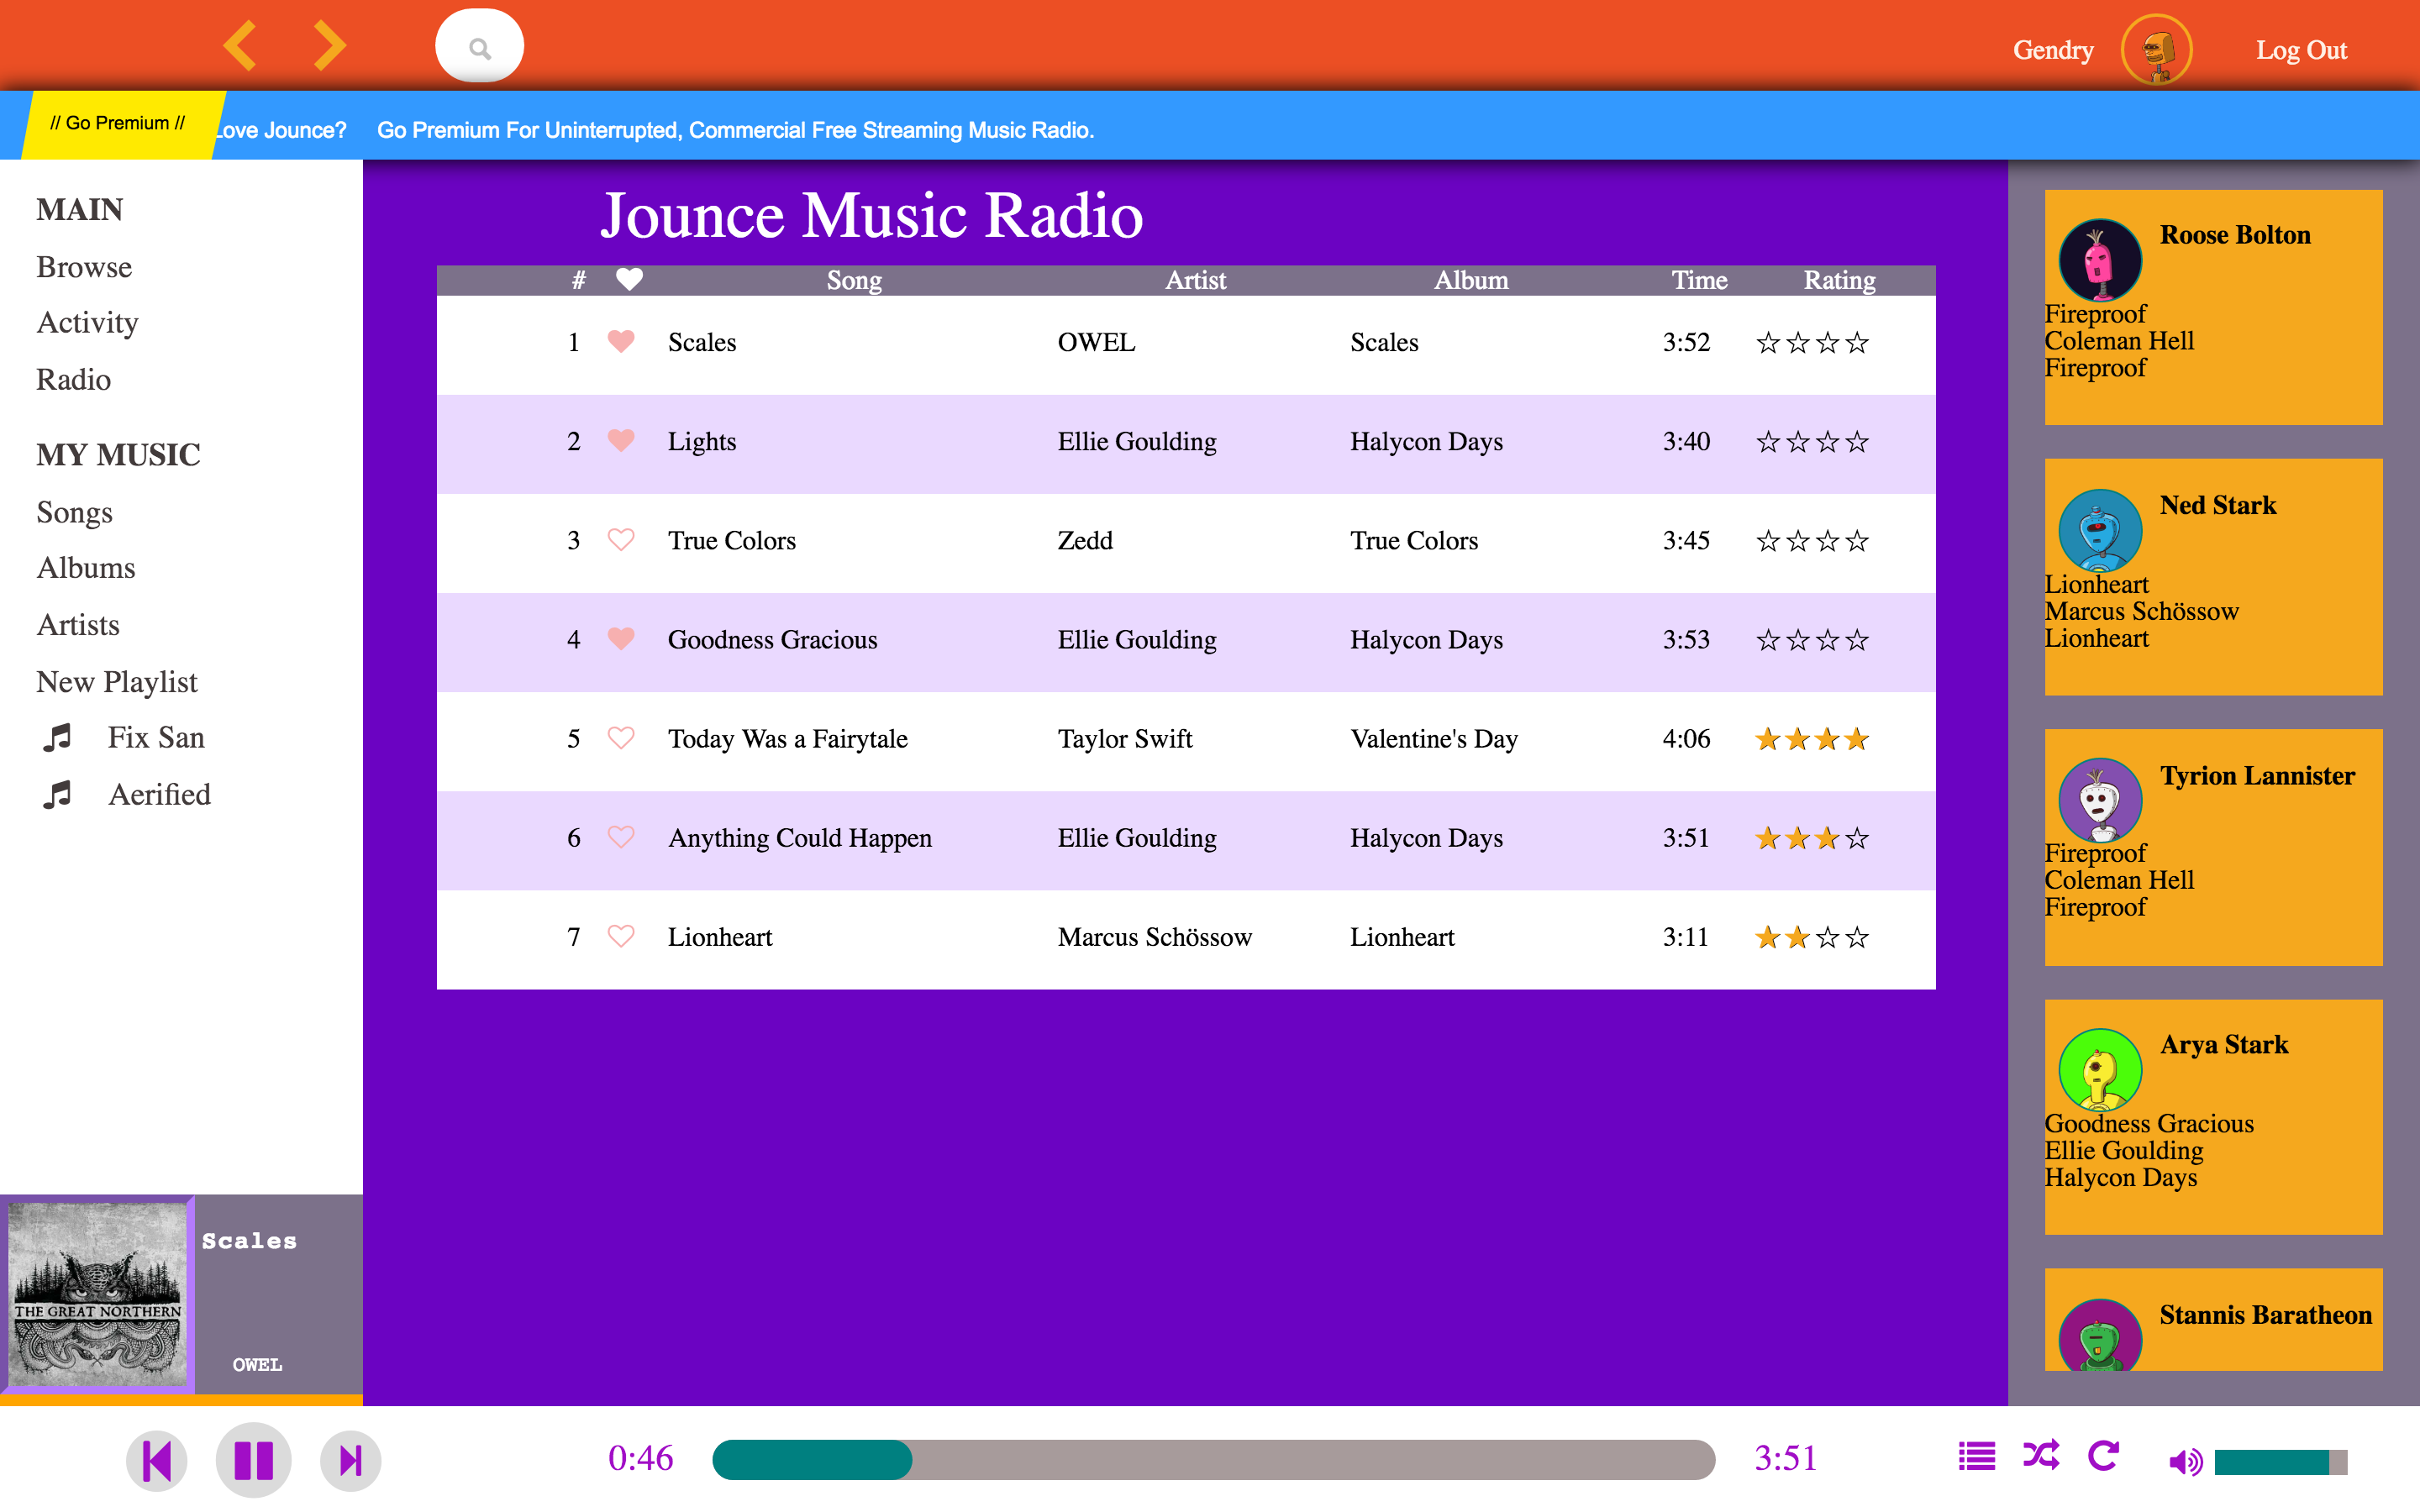 Gendry Log Out
// Go Premium // Love Jounce? Go Premium For Uninterrupted, Commercial Free Streaming Music Radio.
MAIN
Browse
Activity
Radio
MY MUSIC
Songs
Albums
Artists
New Playlist
Fix San
Aerified
Jounce Music Radio
# Song Artist Album Time Rating
1 Scales OWEL Scales 3:52
2 Lights Ellie Goulding Halycon Days 3:40
3 True Colors Zedd True Colors 3:45
4 Goodness Gracious Ellie Goulding Halycon Days 3:53
5 Today Was a Fairytale Taylor Swift Valentine's Day 4:06
6 Anything Could Happen Ellie Goulding Halycon Days 3:51
7 Lionheart Marcus Schössow Lionheart 3:11
Roose Bolton
Fireproof
Coleman Hell
Fireproof
Ned Stark
Lionheart
Marcus Schössow
Lionheart
Tyrion Lannister
Fireproof
Coleman Hell
Fireproof
Arya Stark
Goodness Gracious
Ellie Goulding
Halycon Days
Stannis Baratheon
THE GREAT NORTHERN
Scales
OWEL
0:46 3:51